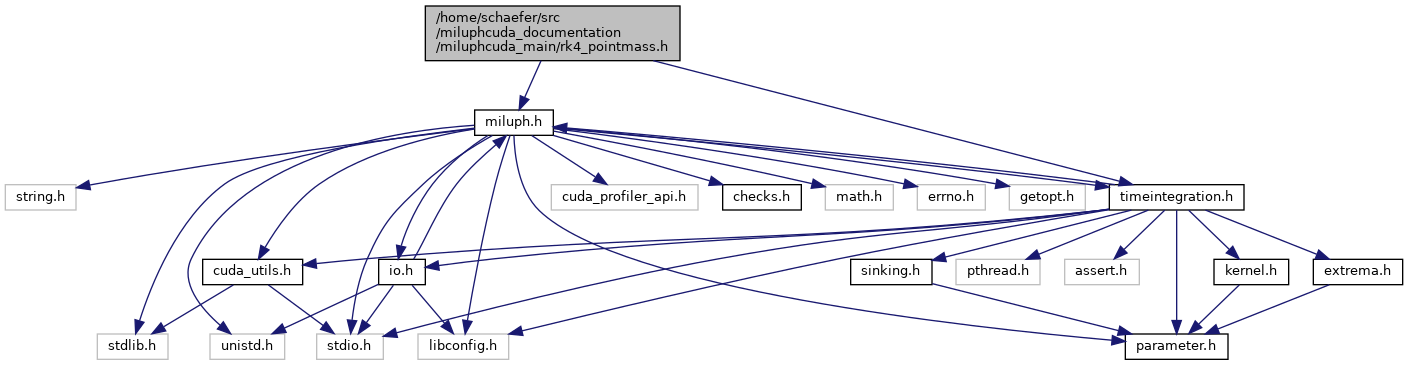 /home/schaefer/src
/miluphcuda_documentation
/miluphcuda_main/rk4_pointmass.h
miluph.h
string.h
cuda_profiler_api.h
checks.h
math.h
errno.h
getopt.h
timeintegration.h
cuda_utils.h
io.h
sinking.h
pthread.h
assert.h
kernel.h
extrema.h
stdlib.h
unistd.h
stdio.h
libconfig.h
parameter.h